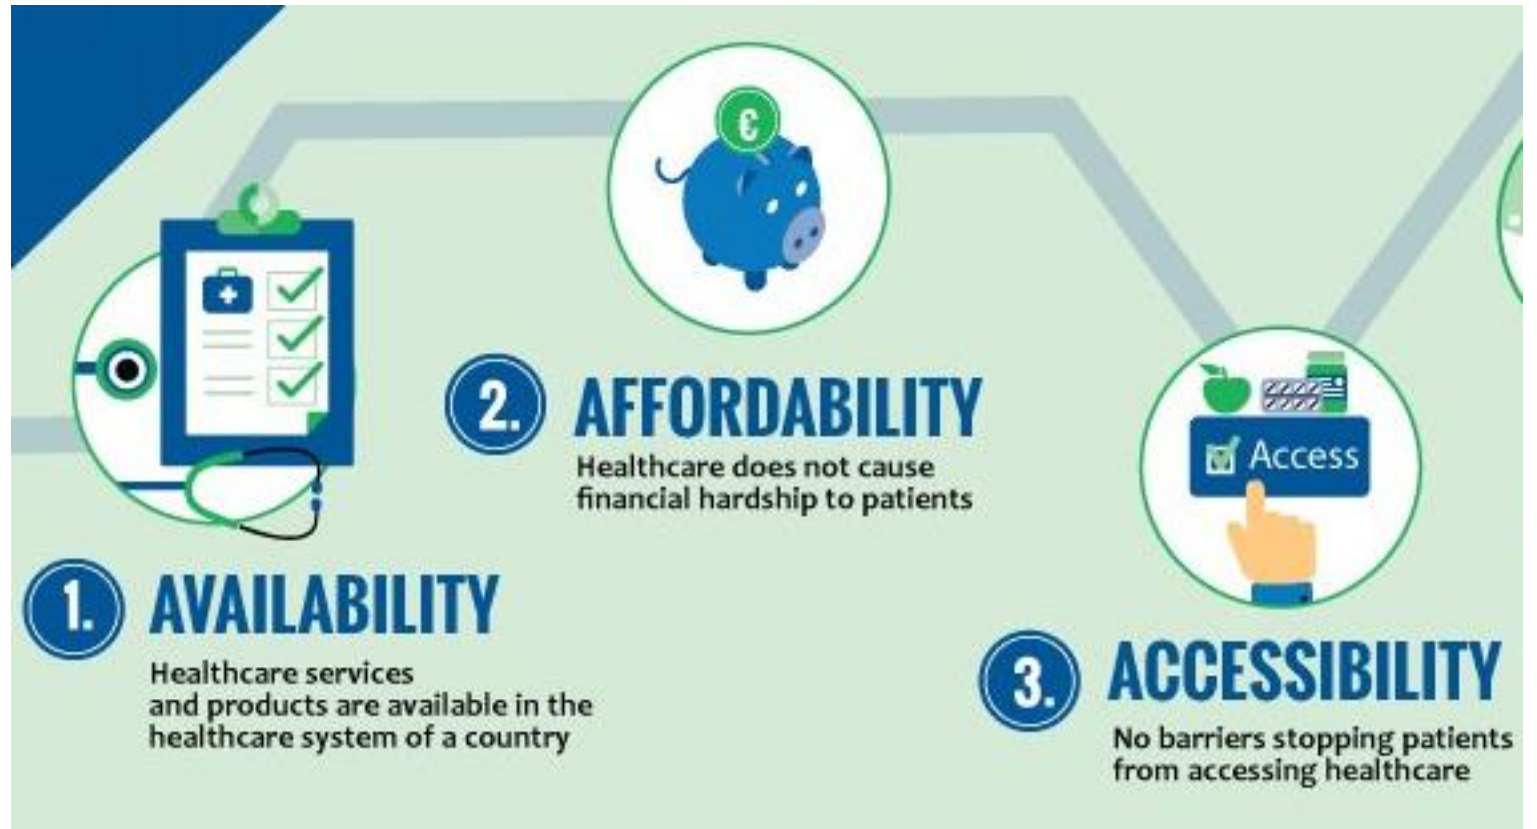 €
1. AVAILABILITY
Healthcare services
and products are available in the
healthcare system of a country
2. AFFORDABILITY
Healthcare does not cause
financial hardship to patients
Access
3. ACCESSIBILITY
No barriers stopping patients
from accessing healthcare